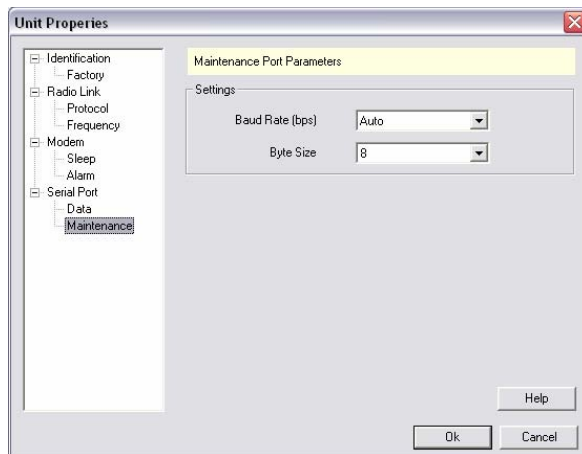 Unit Properies
Identification
Factory
Radio Link
Protocol
Frequency
Modem
Sleep
Alarm
Serial Port
Data
Maintenance
Maintenance Port Parameters
Settings
Baud Rate (bps) Auto
Byte Size 8
Help
Ok Cancel